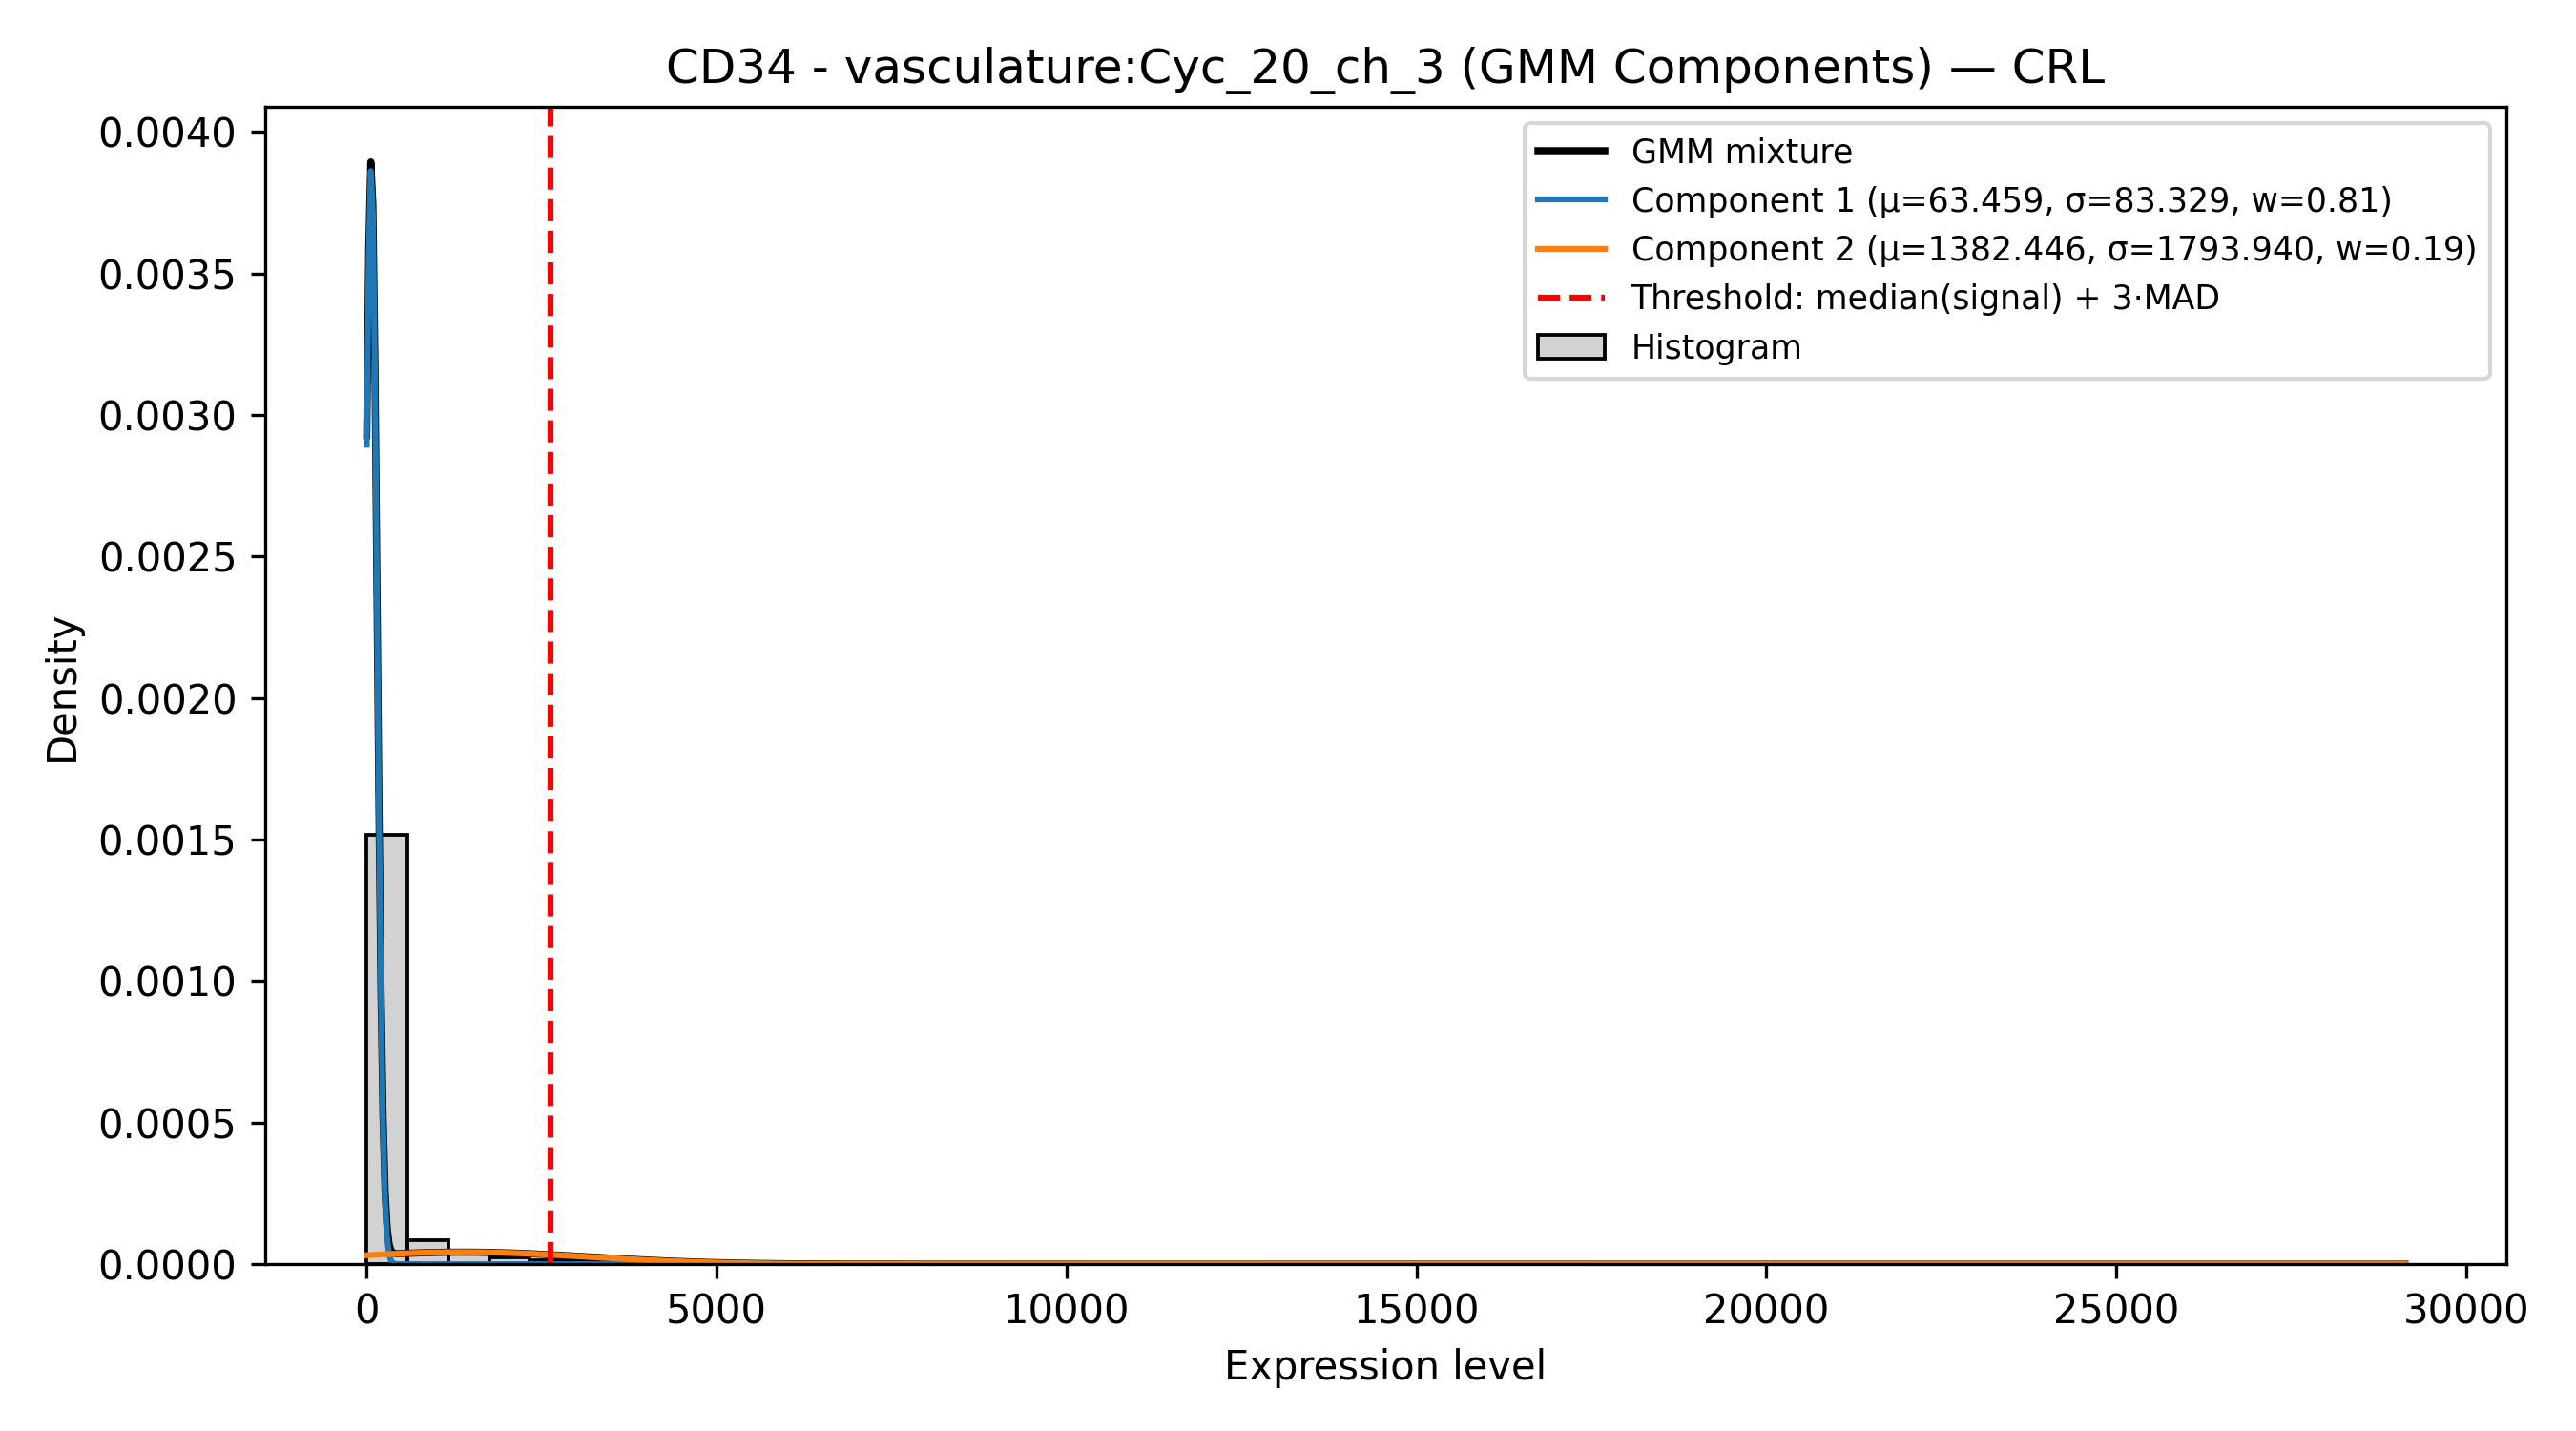 CD34 - vasculature:Cyc_20_ch_3 (GMM Components) — CRL
GMM mixture
Component 1 (μ=63.459, σ=83.329, w=0.81)
Component 2 (μ=1382.446, σ=1793.940, w=0.19)
Threshold: median(signal) + 3·MAD
Histogram
Density
0.0040
0.0035
0.0030
0.0025
0.0020
0.0015
0.0010
0.0005
0.0000
0 5000 10000 15000 20000 25000 30000
Expression level